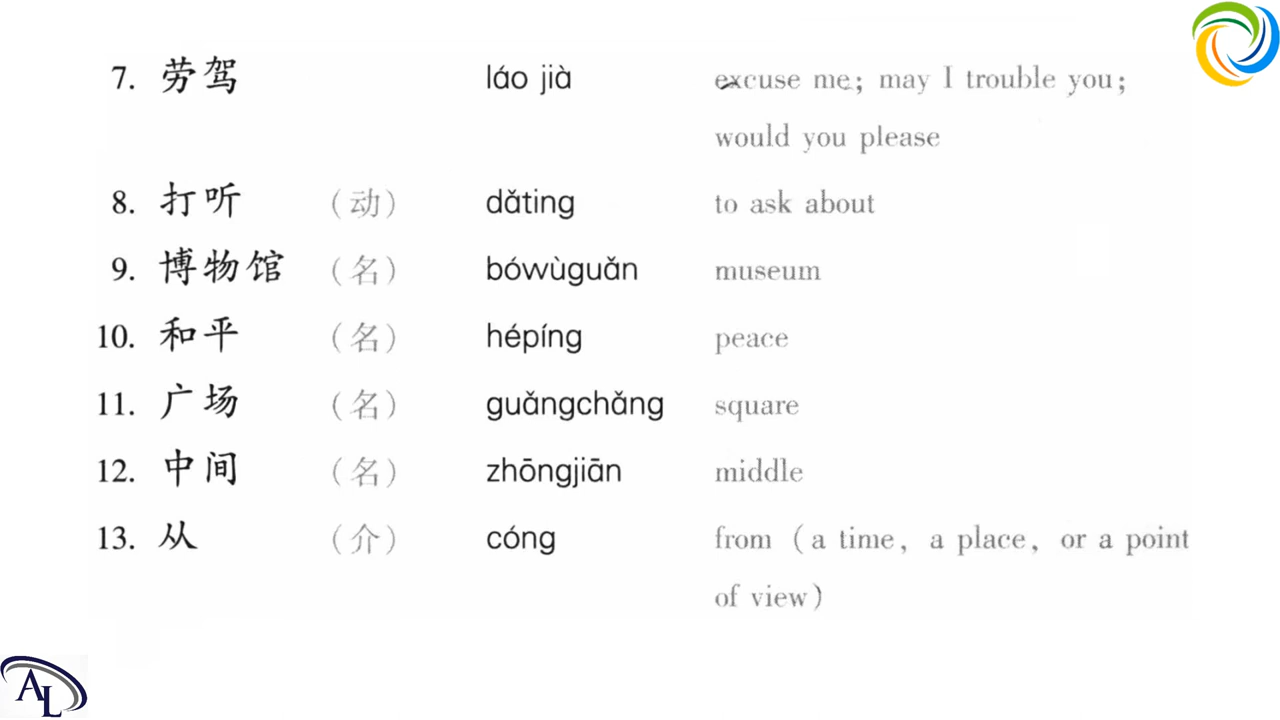 7. 劳驾 láo jià excuse me; may I trouble you;
would you please
8. 打听 (动) dǎting to ask about
9. 博物馆 (名) bówùguǎn museum
10. 和平 (名) hépíng peace
11. 广场 (名) guǎngchǎng square
12. 中间 (名) zhōngjiān middle
13. 从 (介) cóng from (a time, a place, or a point
of view)
AL